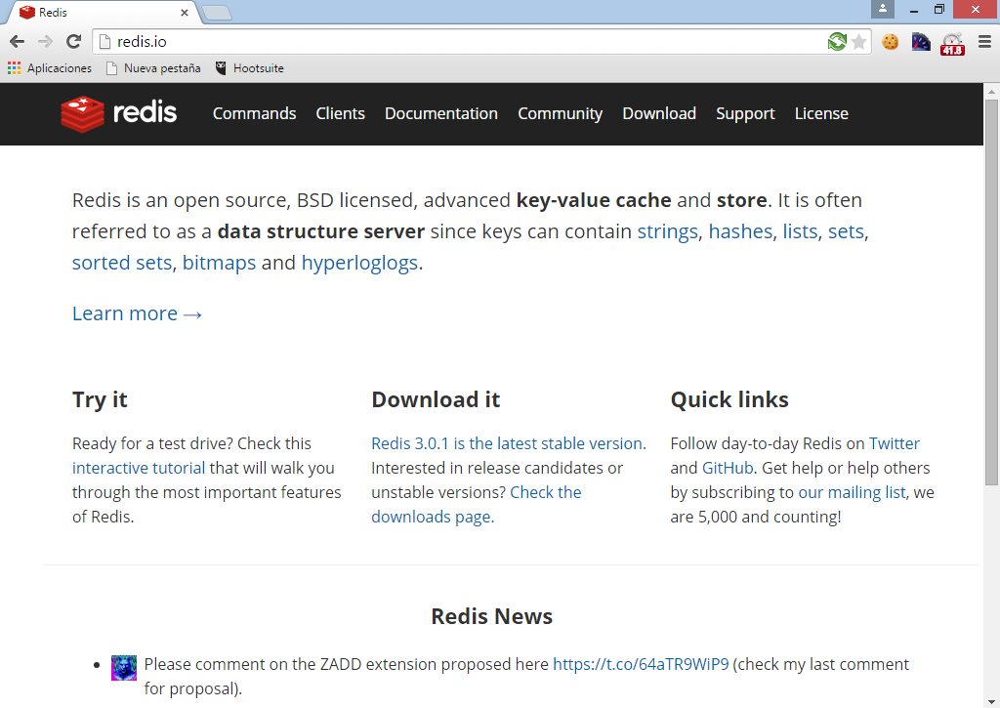 Redis
redis.io
41.8
Aplicaciones Nueva pestaña Hootsuite
redis Commands Clients Documentation Community Download Support License
Redis is an open source, BSD licensed, advanced key-value cache and store. It is often
referred to as a data structure server since keys can contain strings, hashes, lists, sets,
sorted sets, bitmaps and hyperloglogs.
Learn more →
Try it
Ready for a test drive? Check this
interactive tutorial that will walk you
through the most important features
of Redis.
Download it
Redis 3.0.1 is the latest stable version.
Interested in release candidates or
unstable versions? Check the
downloads page.
Quick links
Follow day-to-day Redis on Twitter
and GitHub. Get help or help others
by subscribing to our mailing list, we
are 5,000 and counting!
Redis News
Please comment on the ZADD extension proposed here https://t.co/64aTR9WiP9 (check my last comment
for proposal).